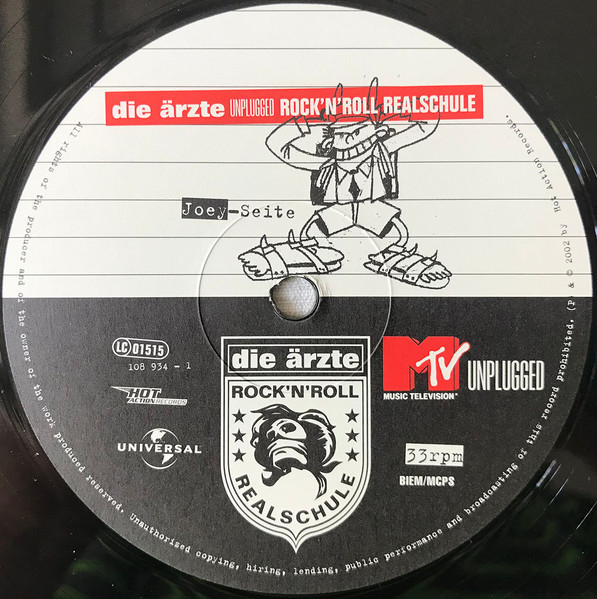 die ärzte UNPLUGGED ROCK'N'ROLL REALSCHULE
Joey-Seite
LC 01515
108 934 - 1
HOT
ACTION RECORDS
UNIVERSAL
die ärzte
ROCK'N'ROLL
REALSCHULE
MTV
MUSIC TELEVISION®
UNPLUGGED
33rpm
BIEM/MCPS
All rights of the producer and of the owner of the work produced reserved. Unauthorized copying, hiring, lending, public performance and broadcasting of this record prohibited. (P & © 2002 by Hot Action Records.